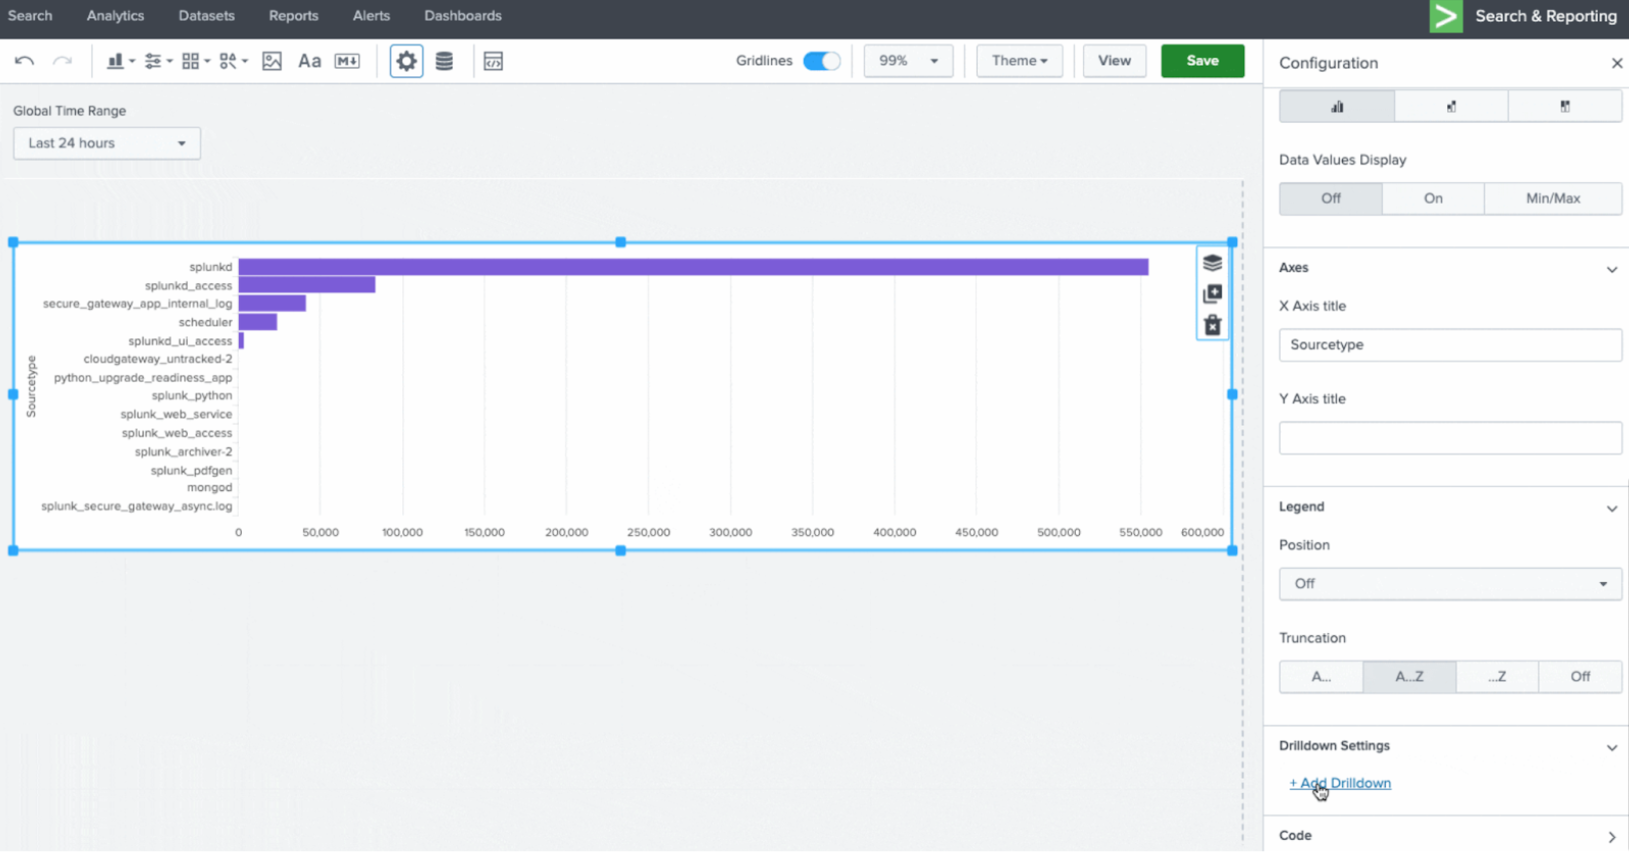 Search Analytics Datasets Reports Alerts Dashboards Search & Reporting
Aa M↓ Gridlines 99% Theme View Save
Configuration
Global Time Range
Last 24 hours
Data Values Display
Off On Min/Max
Axes
X Axis title
Sourcetype
Y Axis title
Legend
Position
Off
Truncation
A... A...Z ...Z Off
Drilldown Settings
+ Add Drilldown
Code
Sourcetype
splunkd
splunkd_access
secure_gateway_app_internal_log
scheduler
splunkd_ui_access
cloudgateway_untracked-2
python_upgrade_readiness_app
splunk_python
splunk_web_service
splunk_web_access
splunk_archiver-2
splunk_pdfgen
mongod
splunk_secure_gateway_async.log
0 50,000 100,000 150,000 200,000 250,000 300,000 350,000 400,000 450,000 500,000 550,000 600,000